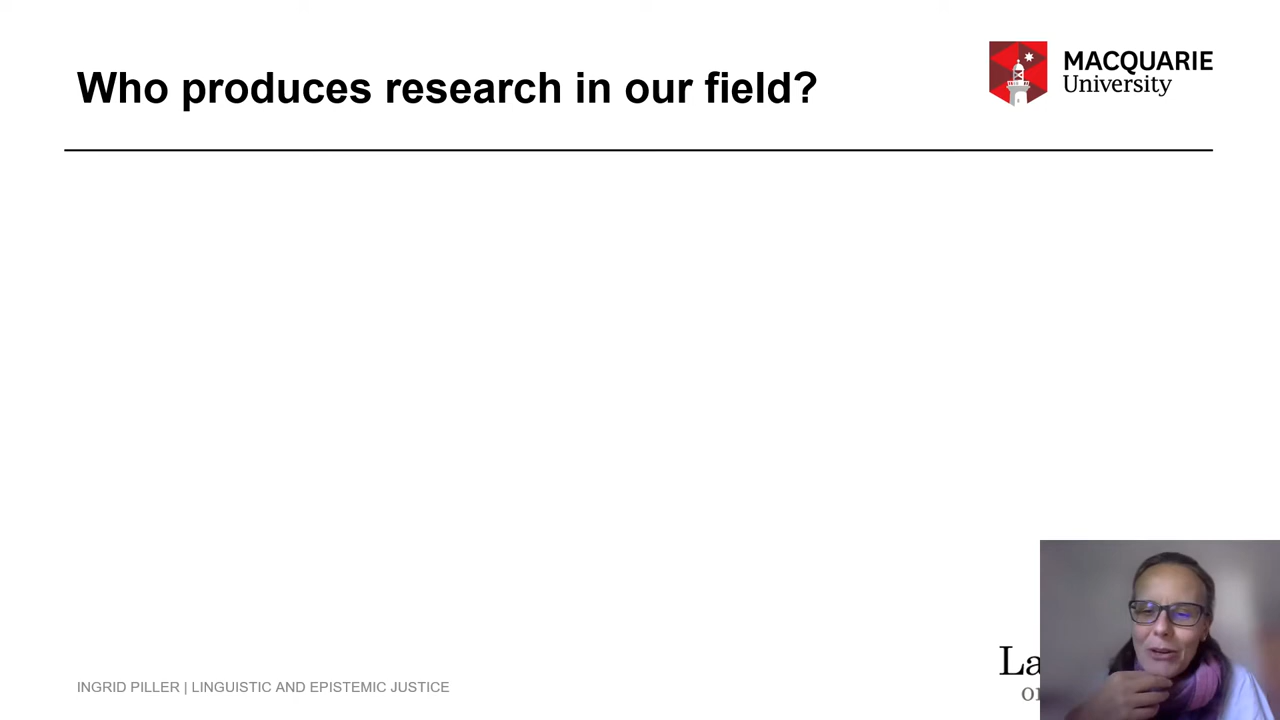 Who produces research in our field?
MACQUARIE
University
INGRID PILLER | LINGUISTIC AND EPISTEMIC JUSTICE